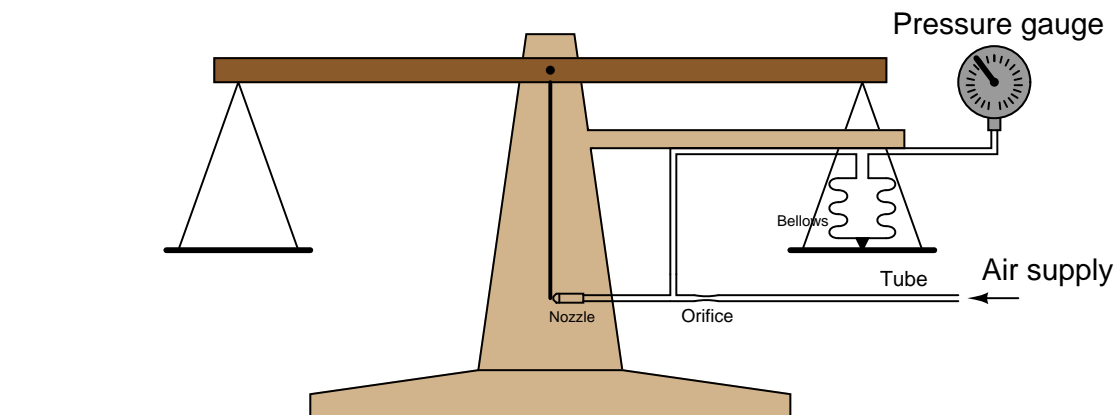 Pressure gauge
Bellows
Air supply
Tube
Nozzle
Orifice